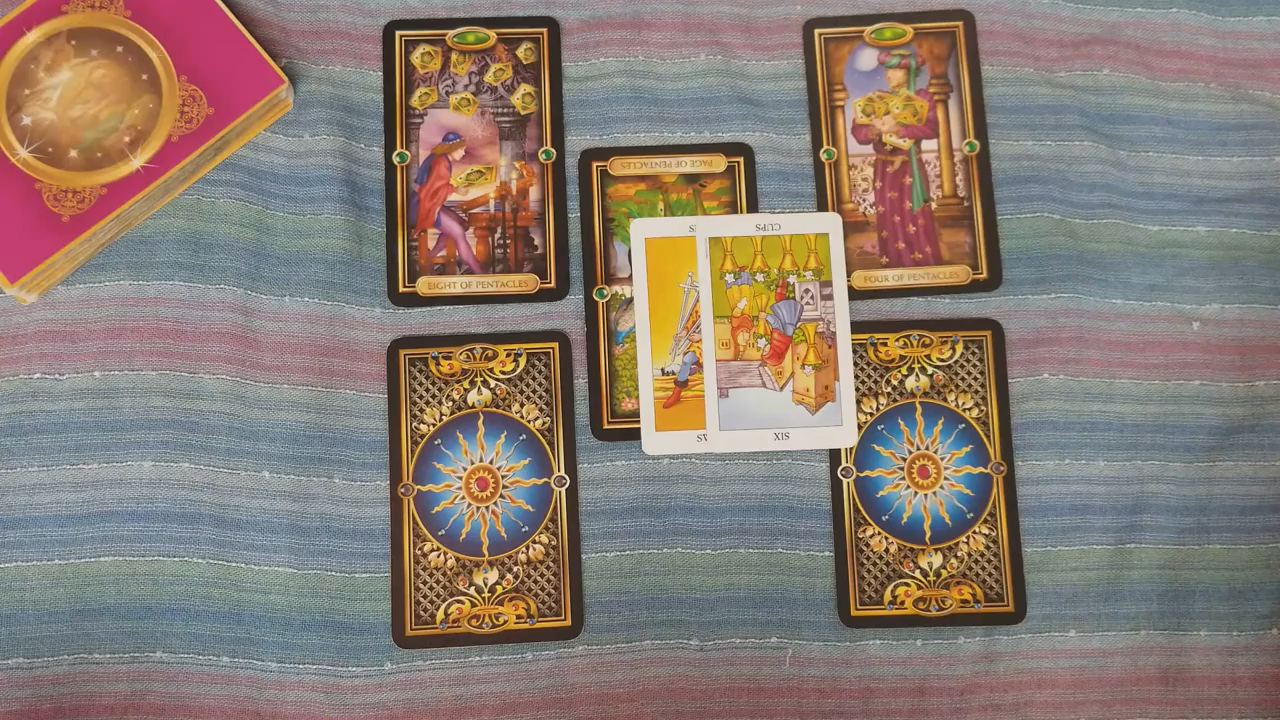 EIGHT OF PENTACLES
PAGE OF PENTACLES
FOUR OF PENTACLES
CUPS
SIX